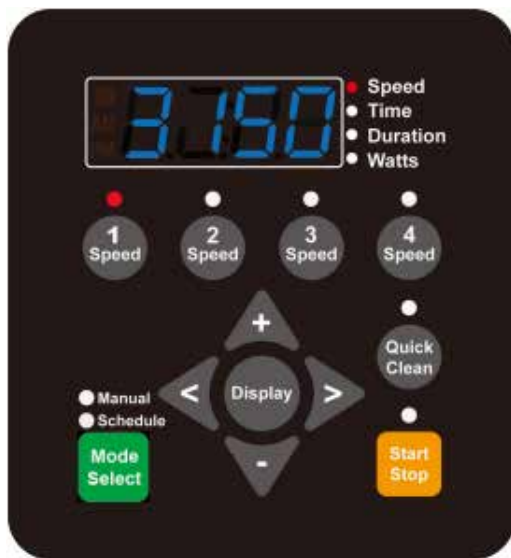 3150
Speed
Time
Duration
Watts
1 Speed
2 Speed
3 Speed
4 Speed
+
Quick
Clean
< Display >
Manual
Schedule
-
Mode
Select
Start
Stop